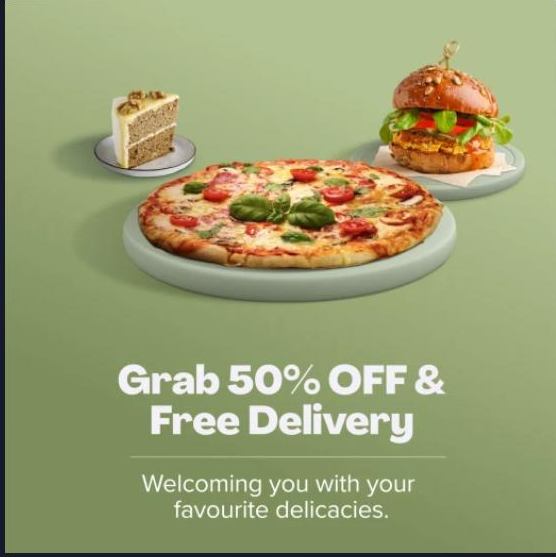 Grab 50% OFF &
Free Delivery
Welcoming you with your
favourite delicacies.